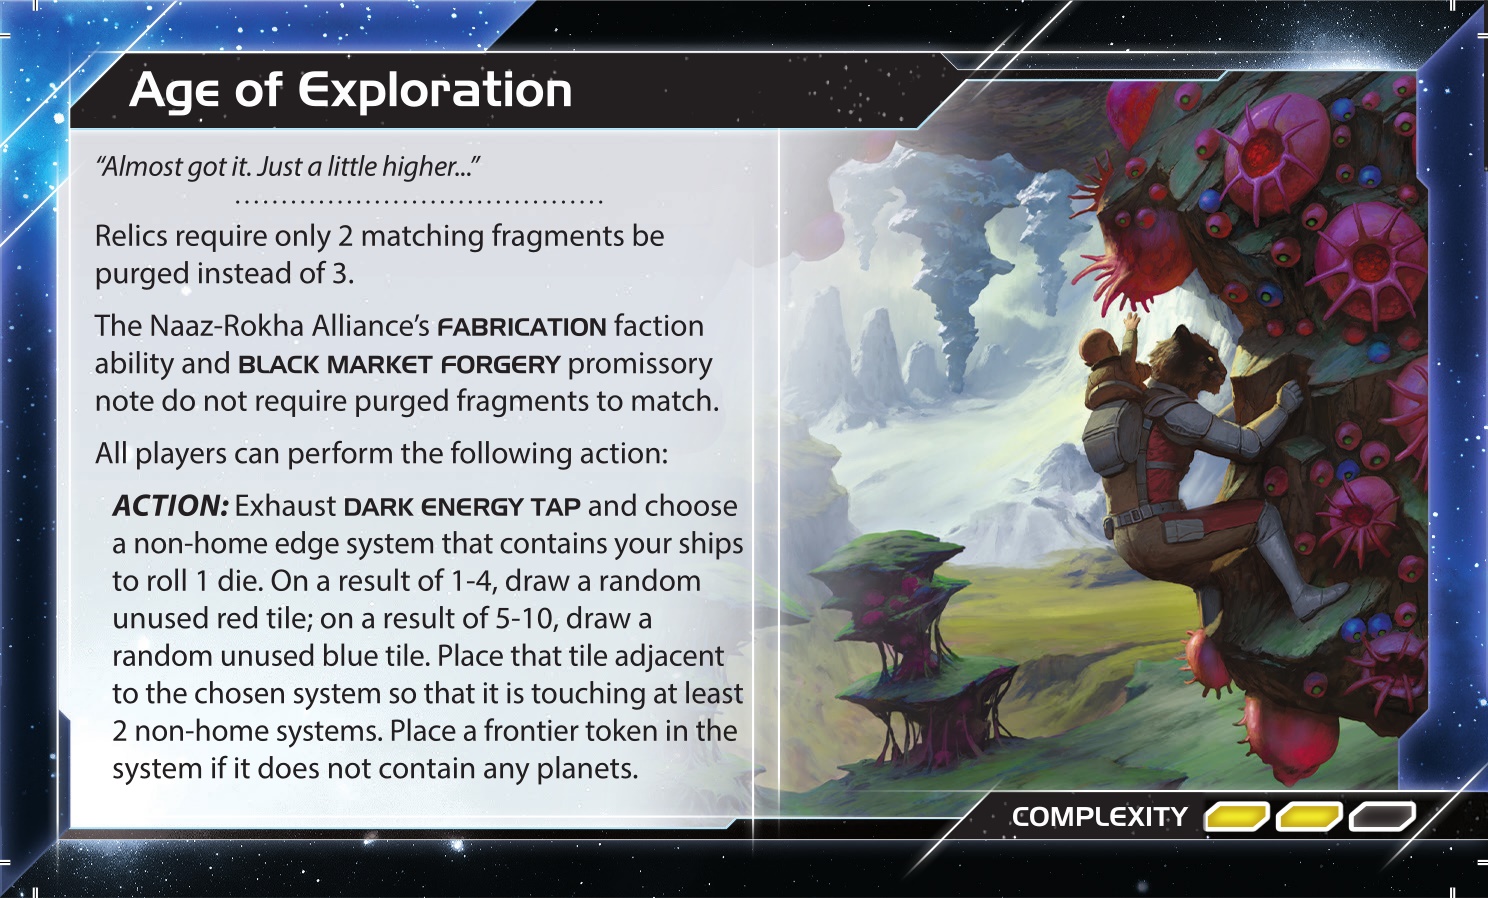 Age of Exploration
“Almost got it. Just a little higher...”
Relics require only 2 matching fragments be
purged instead of 3.
The Naaz-Rokha Alliance’s FABRICATION faction
ability and BLACK MARKET FORGERY promissory
note do not require purged fragments to match.
All players can perform the following action:
ACTION: Exhaust DARK ENERGY TAP and choose
a non-home edge system that contains your ships
to roll 1 die. On a result of 1-4, draw a random
unused red tile; on a result of 5-10, draw a
random unused blue tile. Place that tile adjacent
to the chosen system so that it is touching at least
2 non-home systems. Place a frontier token in the
system if it does not contain any planets.
COMPLEXITY